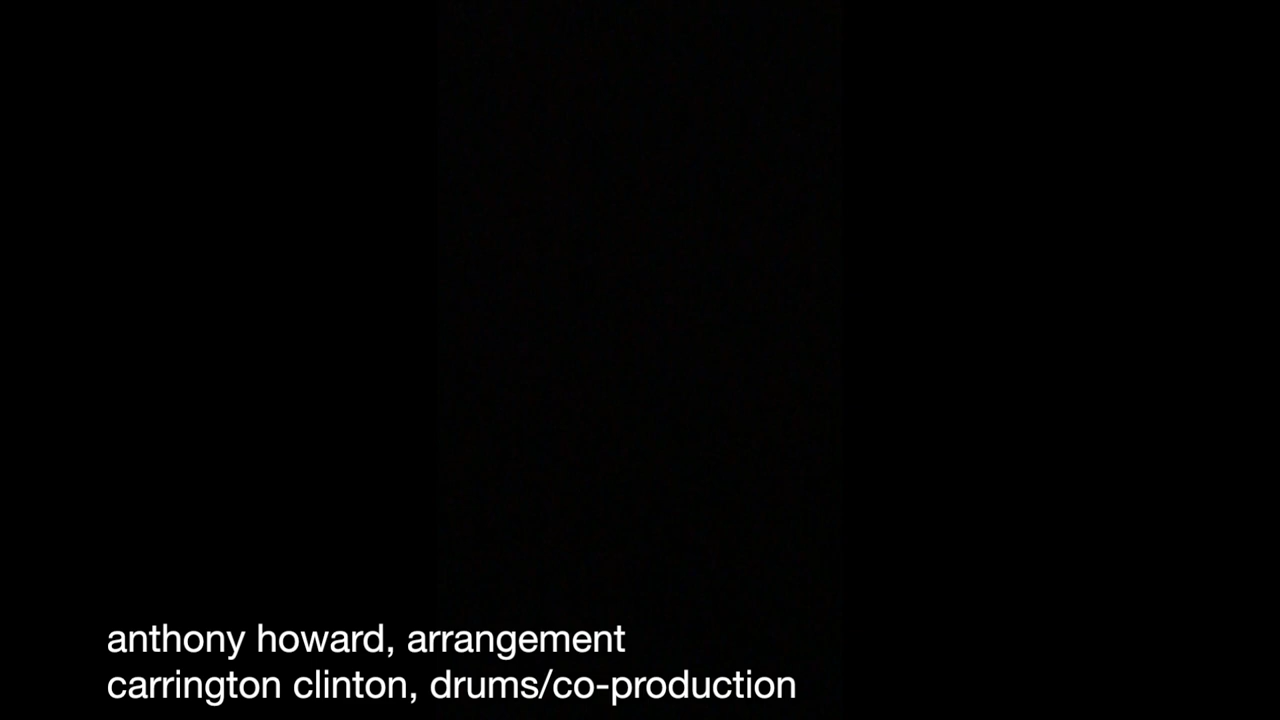 anthony howard, arrangement
carrington clinton, drums/co-production